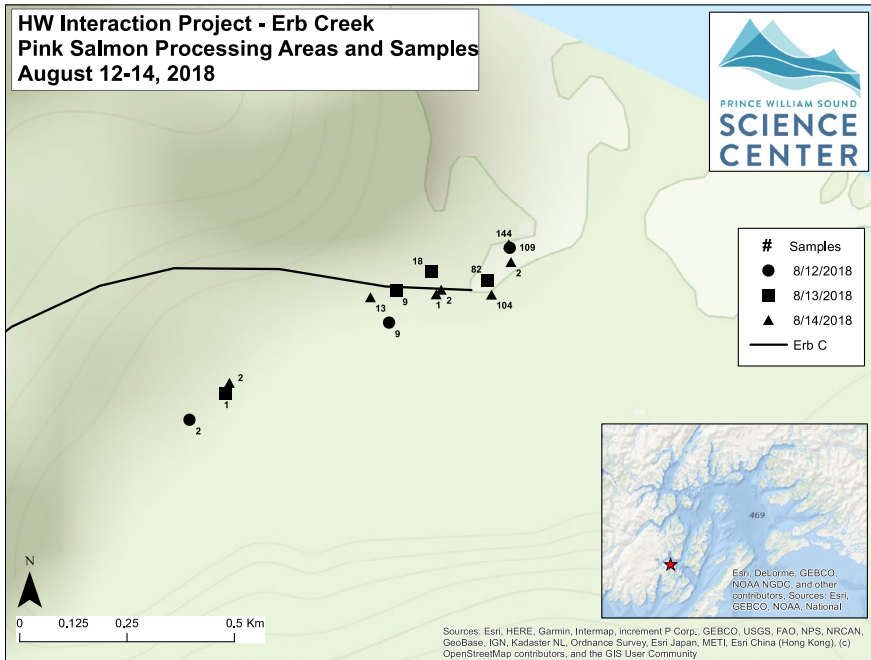 HW Interaction Project - Erb Creek
Pink Salmon Processing Areas and Samples
August 12-14, 2018
PRINCE WILLIAM SOUND
SCIENCE
CENTER
# Samples
8/12/2018
8/13/2018
8/14/2018
Erb C
144
109
2
18
82
9
1
2
104
13
9
2
1
2
469
Esri, DeLorme, GEBCO,
NOAA NGDC, and other
contributors, Sources: Esri,
GEBCO, NOAA, National
N
0 0.125 0.25 0.5 Km
Sources: Esri, HERE, Garmin, Intermap, increment P Corp., GEBCO, USGS, FAO, NPS, NRCAN,
GeoBase, IGN, Kadaster NL, Ordnance Survey, Esri Japan, METI, Esri China (Hong Kong), (c)
OpenStreetMap contributors, and the GIS User Community